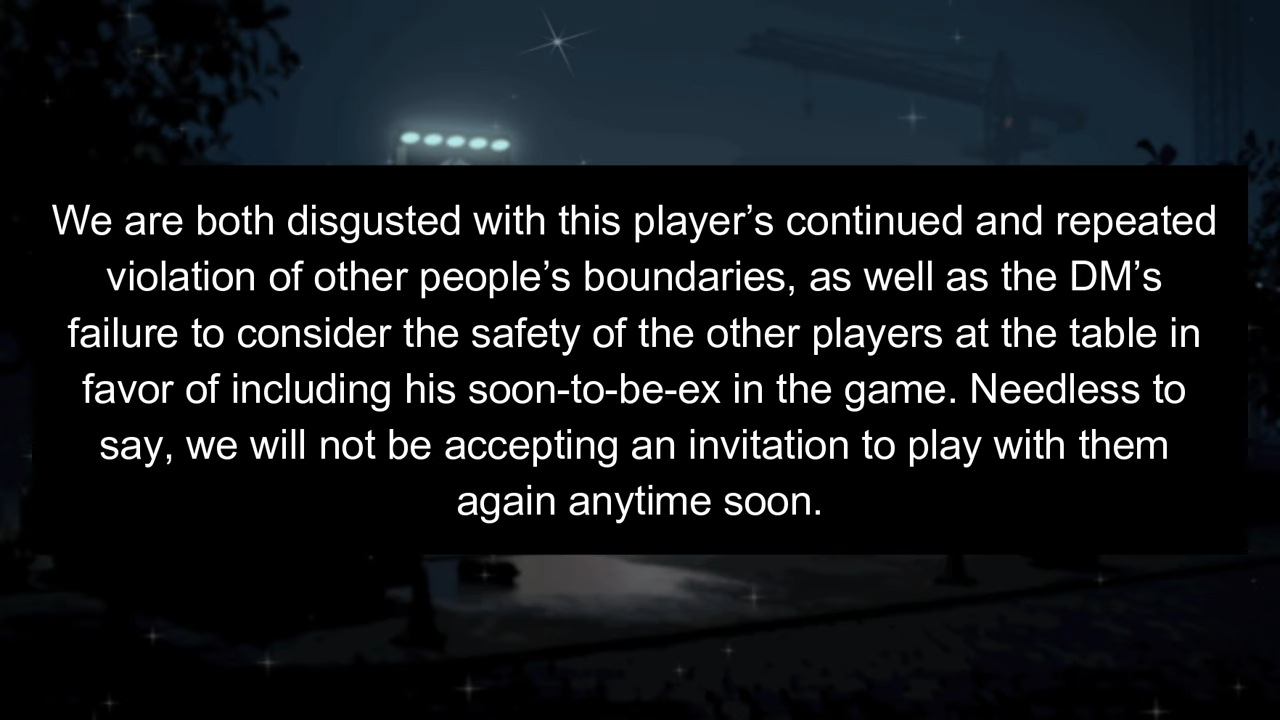 We are both disgusted with this player’s continued and repeated
violation of other people’s boundaries, as well as the DM’s
failure to consider the safety of the other players at the table in
favor of including his soon-to-be-ex in the game. Needless to
say, we will not be accepting an invitation to play with them
again anytime soon.